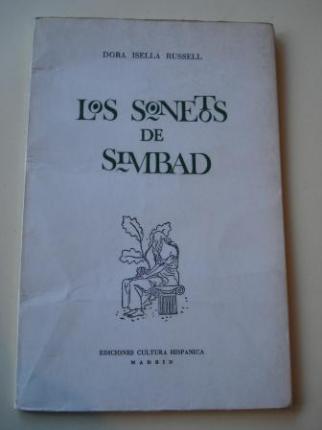 DORA ISELLA RUSSELL
LOS SONETOS
DE
SIMBAD
EDICIONES CULTURA HISPANICA
MADRID